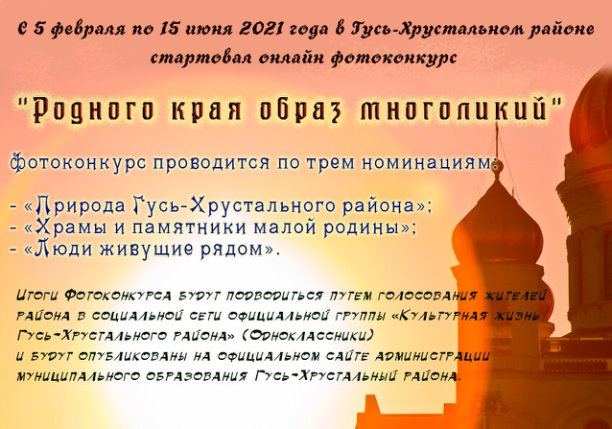 С 5 февраля по 15 июня 2021 года в Гусь-Хрустальном районе
стартовал онлайн фотоконкурс
"Родного края образ многоликий"
Фотоконкурс проводится по трем номинациям:
- «Природа Гусь-Хрустального района»;
- «Храмы и памятники малой родины»;
- «Люди живущие рядом».
Итоги Фотоконкурса будут подводиться путем голосования жителей
района в социальной сети официальной группы «Культурная жизнь
Гусь-Хрустального района» (Одноклассники)
и будут опубликованы на официальном сайте администрации
муниципального образования Гусь-Хрустальный района.